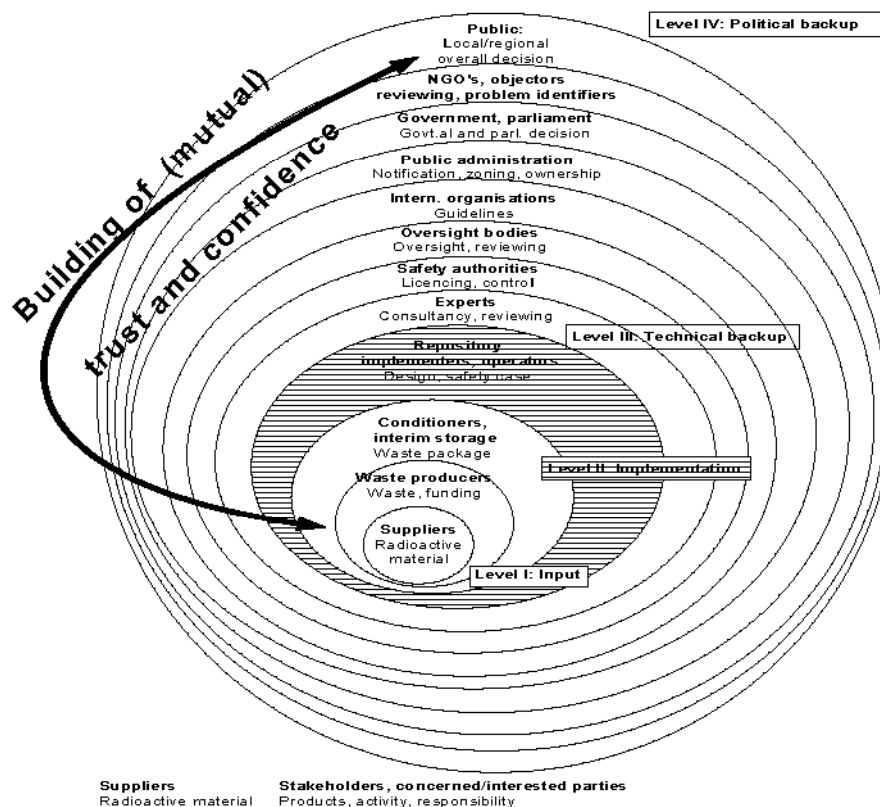 Level IV: Political backup
Public:
Local/regional
overall decision
NGO's, objectors
reviewing, problem identifiers
Government, parliament
Govt.al and parl. decision
Public administration
Notification, zoning, ownership
Intern. organisations
Guidelines
Oversight bodies
Oversight, reviewing
Safety authorities
Licencing, control
Experts
Consultancy, reviewing
Building of (mutual)
trust and confidence
Level III: Technical backup
Repository
implementers, operators
Design, safety case
Conditioners,
interim storage
Waste package
Level II: Implementation
Waste producers
Waste, funding
Suppliers
Radioactive
material
Level I: Input
Suppliers
Radioactive material
Stakeholders, concerned/interested parties
Products, activity, responsibility